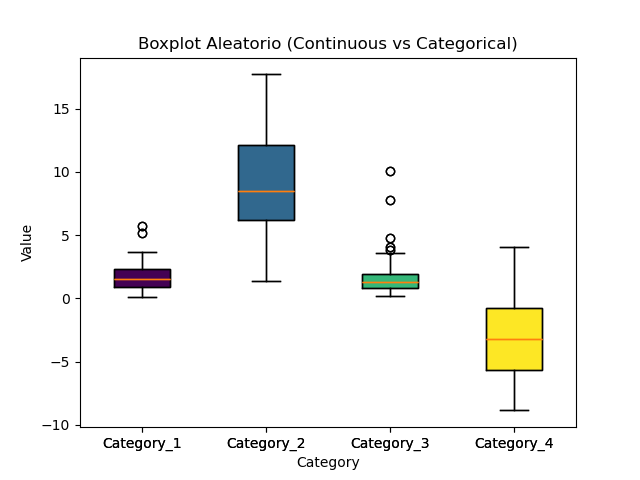 Boxplot Aleatorio (Continuous vs Categorical)
Value
15
10
5
0
−5
−10
Category_1 Category_2 Category_3 Category_4
Category